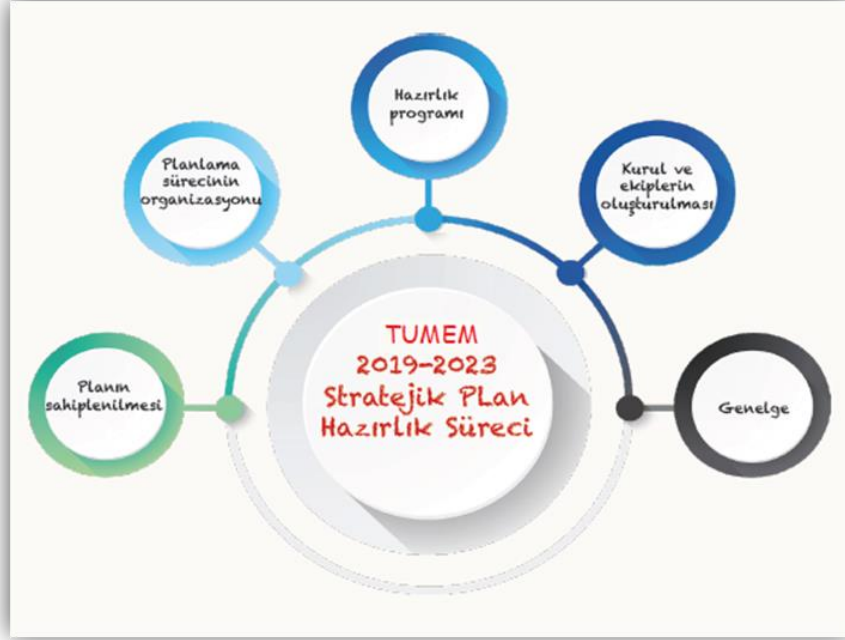 Hazırlık
programı
Planlama
sürecinin
organizasyonu
Kurul ve
ekiplerin
oluşturulması
TUMEM
2019-2023
Stratejik Plan
Hazırlık Süreci
Planın
sahiplenilmesi
Genelge